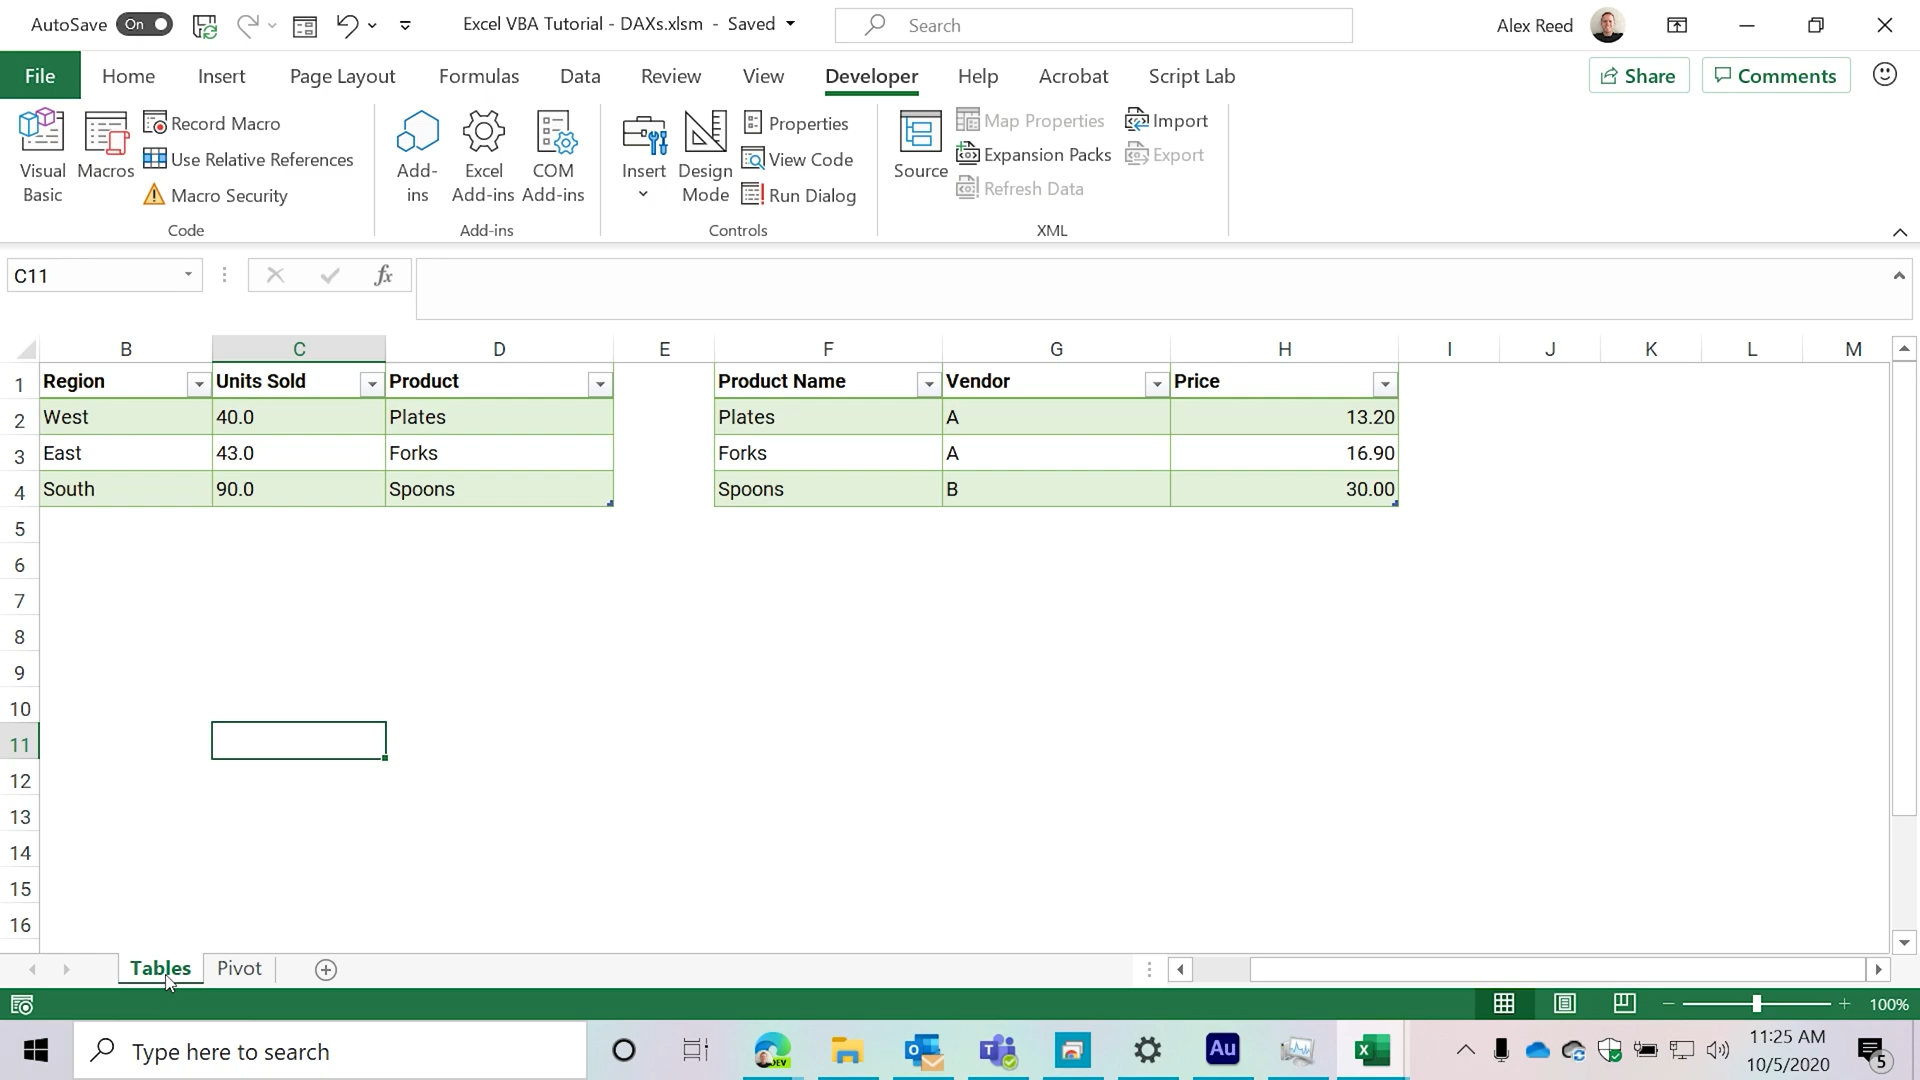 AutoSave On Excel VBA Tutorial - DAXs.xlsm - Saved Search Alex Reed
File Home Insert Page Layout Formulas Data Review View Developer Help Acrobat Script Lab Share Comments
Visual Basic
Macros
Record Macro
Use Relative References
Macro Security
Code
Add-ins
Excel Add-ins
COM Add-ins
Add-ins
Insert
Design Mode
Properties
View Code
Run Dialog
Controls
Source
Map Properties
Expansion Packs
Refresh Data
Import
Export
XML
C11 fx
B C D E F G H I J K L M
1 Region Units Sold Product Product Name Vendor Price
2 West 40.0 Plates Plates A 13.20
3 East 43.0 Forks Forks A 16.90
4 South 90.0 Spoons Spoons B 30.00
5
6
7
8
9
10
11
12
13
14
15
16
Tables Pivot
100%
Type here to search
DEV
Au
11:25 AM
10/5/2020
5